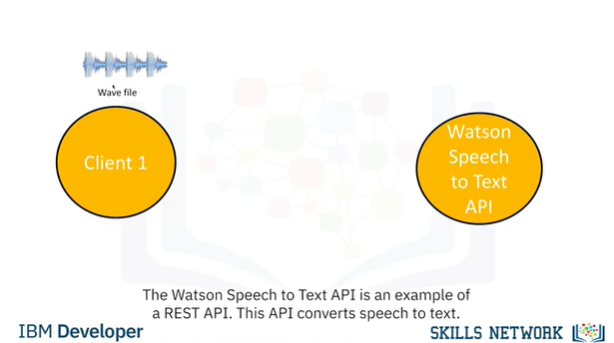 Wave file
Client 1
Watson
Speech
to Text
API
The Watson Speech to Text API is an example of
a REST API. This API converts speech to text.
IBM Developer
SKILLS NETWORK